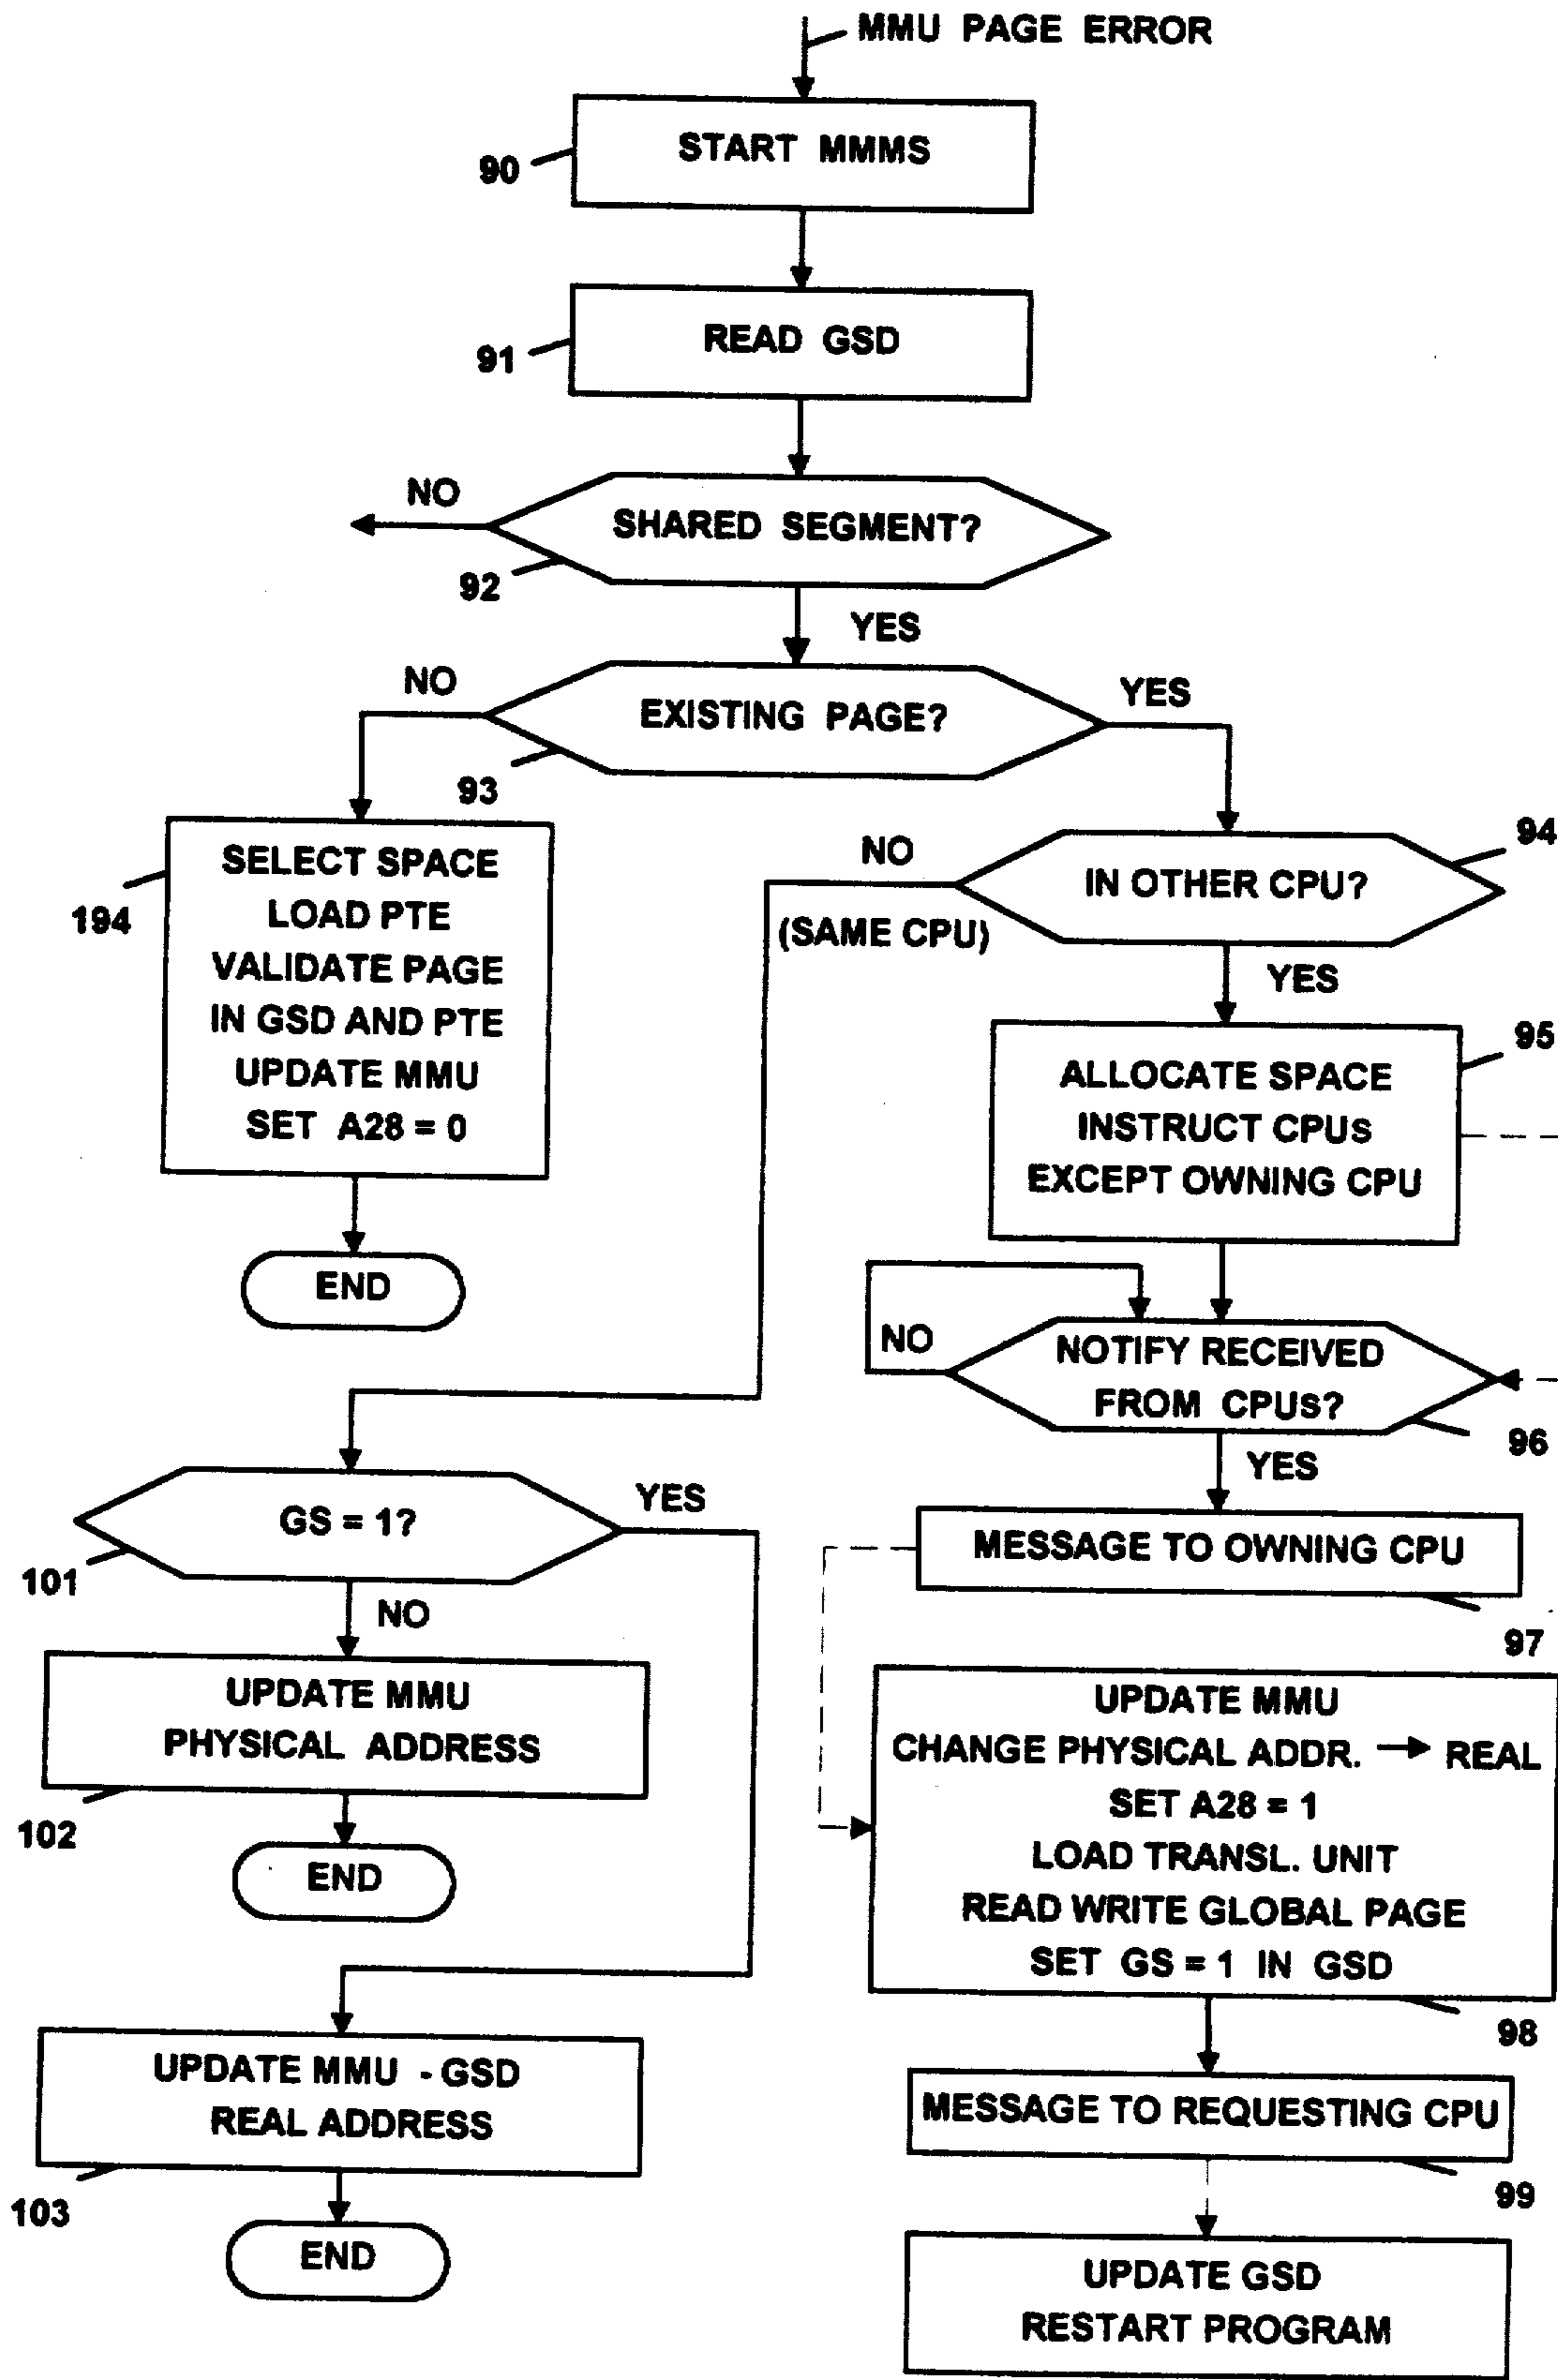 MMU PAGE ERROR
START MMMS
90
READ GSD
91
NO
SHARED SEGMENT?
92
YES
NO
EXISTING PAGE?
YES
93
SELECT SPACE
LOAD PTE
VALIDATE PAGE
IN GSD AND PTE
UPDATE MMU
SET A28 = 0
194
END
94
NO
IN OTHER CPU?
(SAME CPU)
YES
95
ALLOCATE SPACE
INSTRUCT CPUs
EXCEPT OWNING CPU
NO
NOTIFY RECEIVED
FROM CPUs?
96
YES
GS = 1?
YES
101
NO
MESSAGE TO OWNING CPU
97
UPDATE MMU
PHYSICAL ADDRESS
102
END
UPDATE MMU
CHANGE PHYSICAL ADDR. → REAL
SET A28 = 1
LOAD TRANSL. UNIT
READ WRITE GLOBAL PAGE
SET GS = 1 IN GSD
98
UPDATE MMU - GSD
REAL ADDRESS
103
END
MESSAGE TO REQUESTING CPU
99
UPDATE GSD
RESTART PROGRAM